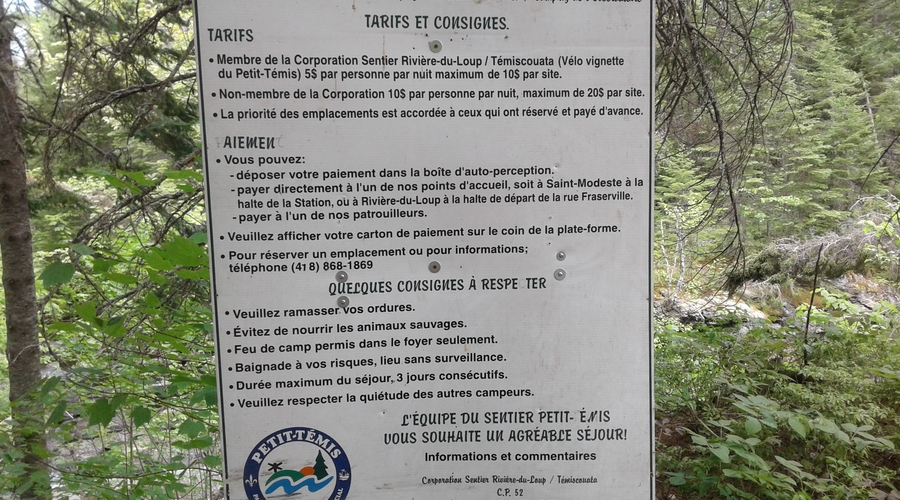 TARIFS ET CONSIGNES.
TARIFS
• Membre de la Corporation Sentier Rivière-du-Loup / Témiscouata (Vélo vignette
du Petit-Témis) 5$ par personne par nuit maximum de 10$ par site.
• Non-membre de la Corporation 10$ par personne par nuit, maximum de 20$ par site.
• La priorité des emplacements est accordée à ceux qui ont réservé et payé d'avance.
AIEMEN
• Vous pouvez:
- déposer votre paiement dans la boîte d'auto-perception.
- payer directement à l'un de nos points d'accueil, soit à Saint-Modeste à la
halte de la Station, ou à Rivière-du-Loup à la halte de départ de la rue Fraserville.
- payer à l'un de nos patrouilleurs.
• Veuillez afficher votre carton de paiement sur le coin de la plate-forme.
• Pour réserver un emplacement ou pour informations;
téléphone (418) 868-1869
QUELQUES CONSIGNES À RESPE TER
• Veuillez ramasser vos ordures.
• Évitez de nourrir les animaux sauvages.
• Feu de camp permis dans le foyer seulement.
• Baignade à vos risques, lieu sans surveillance.
• Durée maximum du séjour, 3 jours consécutifs.
• Veuillez respecter la quiétude des autres campeurs.
L'ÉQUIPE DU SENTIER PETIT- ÉMIS
VOUS SOUHAITE UN AGRÉABLE SÉJOUR!
PETIT-TÉMIS
Informations et commentaires
Corporation Sentier Rivière-du-Loup / Témiscouata
C.P. 52